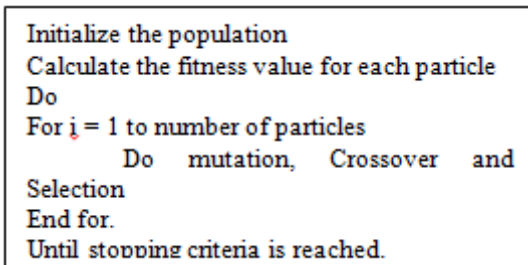 Initialize the population
Calculate the fitness value for each particle
Do
For i = 1 to number of particles
Do mutation, Crossover and
Selection
End for.
Until stopping criteria is reached.